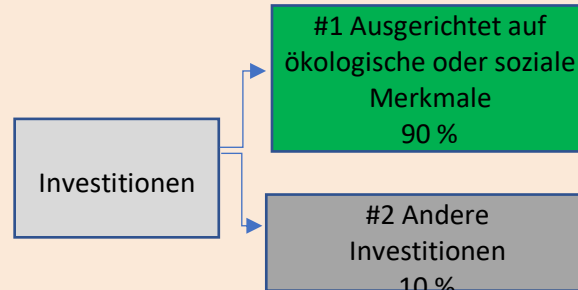 #1 Ausgerichtet auf
ökologische oder soziale
Merkmale
90 %
Investitionen
#2 Andere
Investitionen
10 %